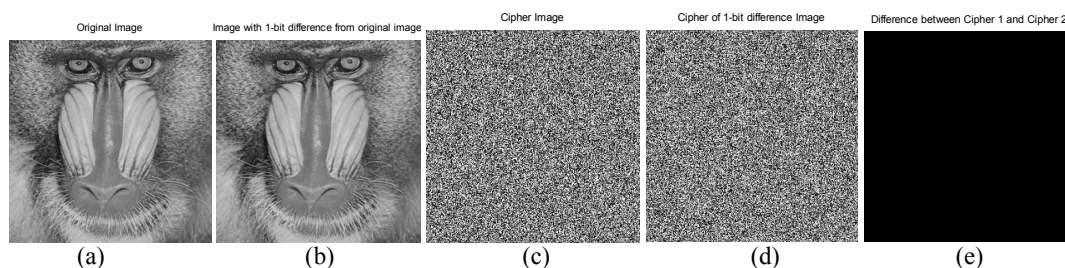 Original Image
Image with 1-bit difference from original image
Cipher Image
Cipher of 1-bit difference Image
Difference between Cipher 1 and Cipher 2
(a)
(b)
(c)
(d)
(e)